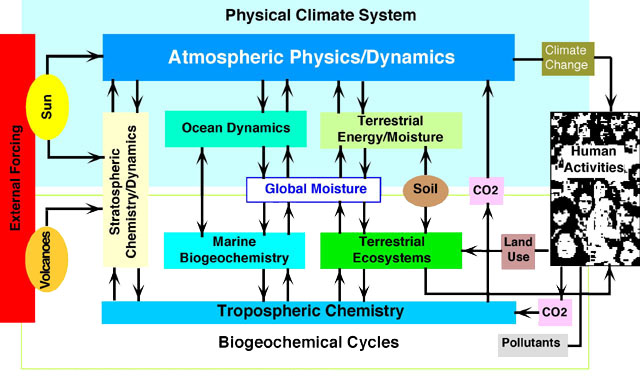 Physical Climate System
Atmospheric Physics/Dynamics
Climate
Change
External Forcing
Sun
Stratospheric
Chemistry/Dynamics
Ocean Dynamics
Terrestrial
Energy/Moisture
Human
Activities
Global Moisture
Soil
CO2
Volcanoes
Marine
Biogeochemistry
Terrestrial
Ecosystems
Land
Use
Tropospheric Chemistry
CO2
Biogeochemical Cycles
Pollutants